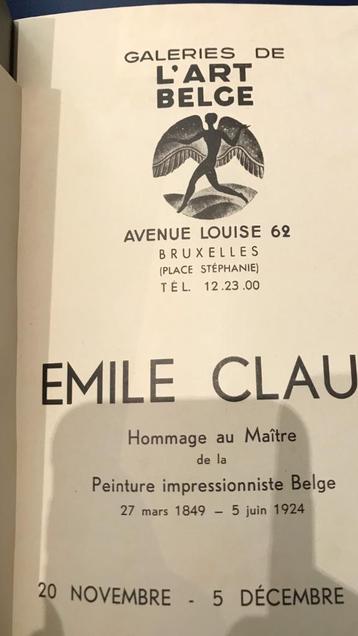 GALERIES DE
L'ART
BELGE
AVENUE LOUISE 62
BRUXELLES
(PLACE STÉPHANIE)
TÉL. 12.23.00
EMILE CLAU
Hommage au Maître
de la
Peinture impressionniste Belge
27 mars 1849 — 5 juin 1924
20 NOVEMBRE - 5 DÉCEMBRE